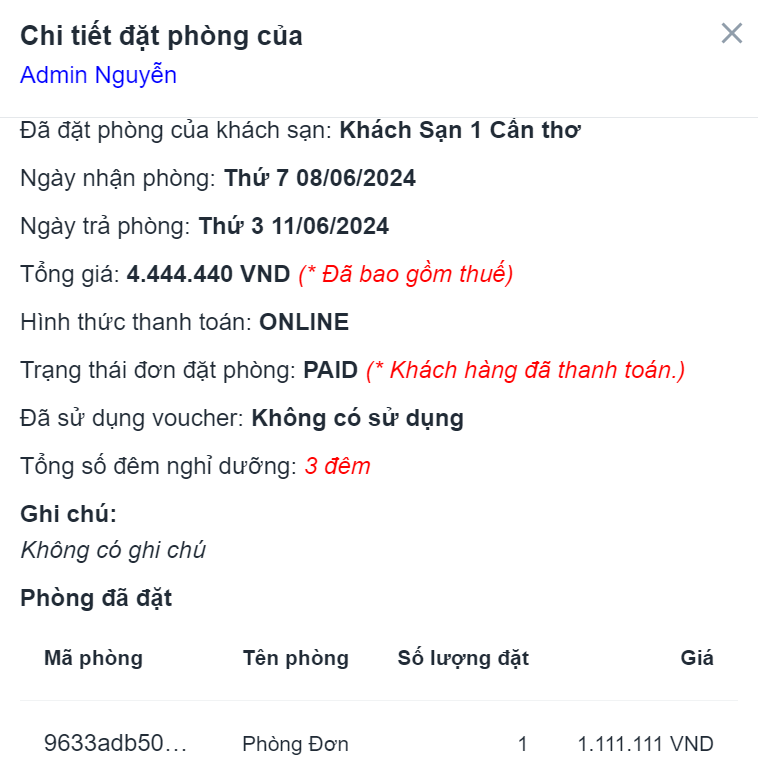 Chi tiết đặt phòng của
Admin Nguyễn
Đã đặt phòng của khách sạn: Khách Sạn 1 Cần thơ
Ngày nhận phòng: Thứ 7 08/06/2024
Ngày trả phòng: Thứ 3 11/06/2024
Tổng giá: 4.444.440 VND (* Đã bao gồm thuế)
Hình thức thanh toán: ONLINE
Trạng thái đơn đặt phòng: PAID (* Khách hàng đã thanh toán.)
Đã sử dụng voucher: Không có sử dụng
Tổng số đêm nghỉ dưỡng: 3 đêm
Ghi chú:
Không có ghi chú
Phòng đã đặt
Mã phòng Tên phòng Số lượng đặt Giá
9633adb50... Phòng Đơn 1 1.111.111 VND